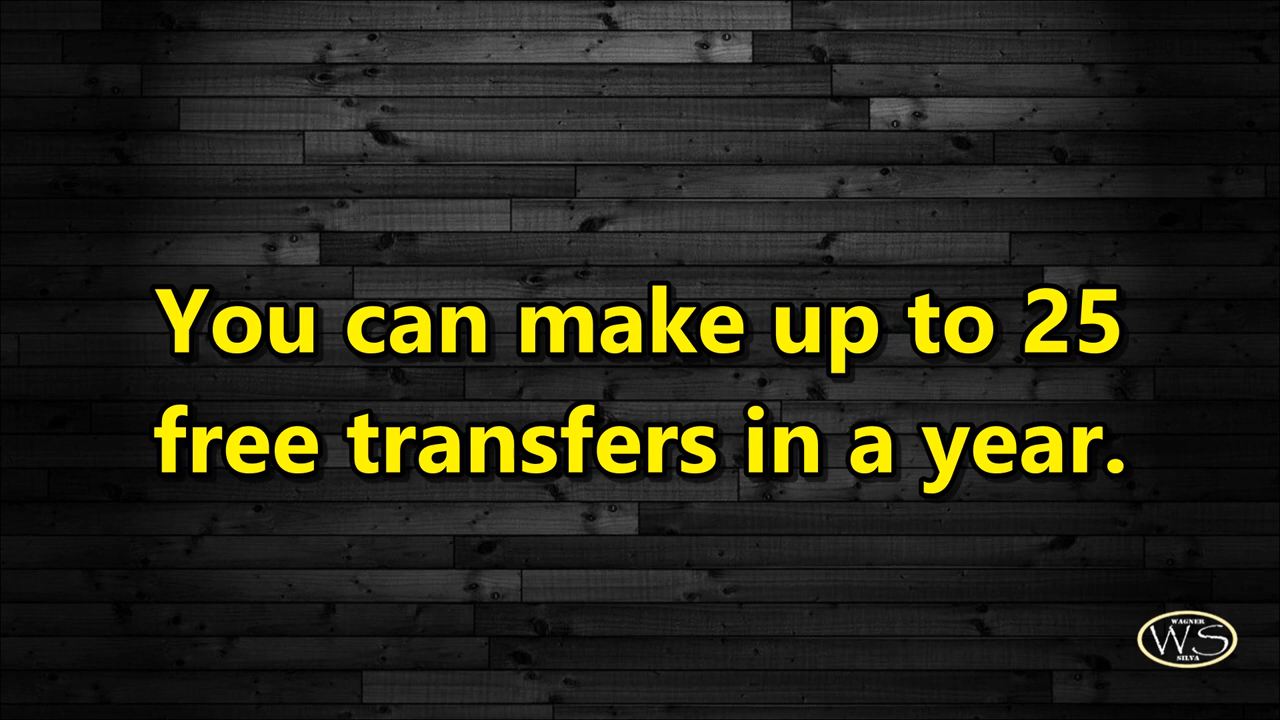 You can make up to 25
free transfers in a year.
WAGNER
WS
SILVA